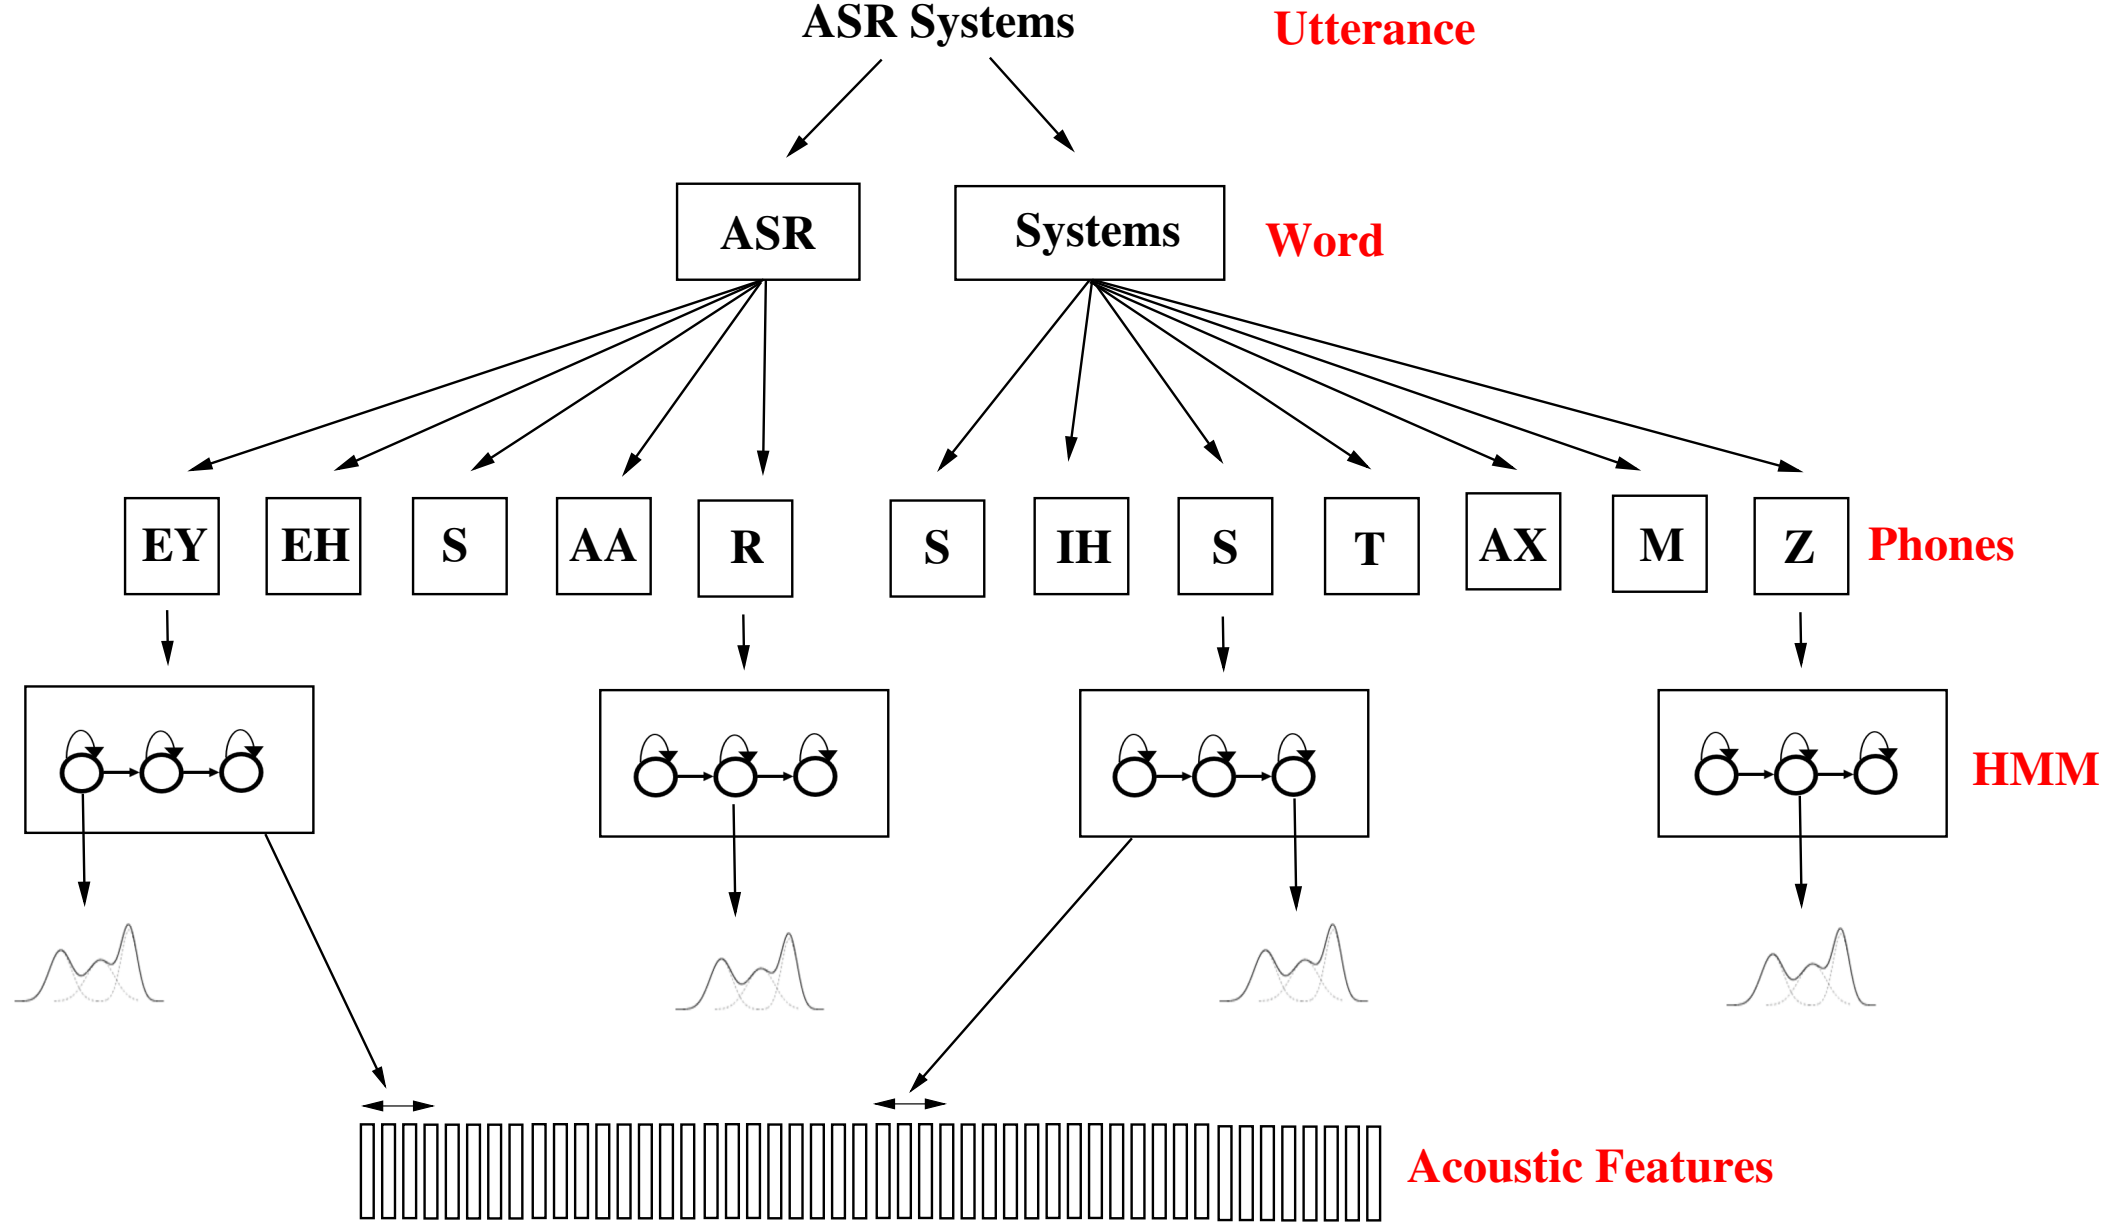 ASR Systems Utterance
ASR Systems Word
EY EH S AA R S IH S T AX M Z Phones
HMM
Acoustic Features